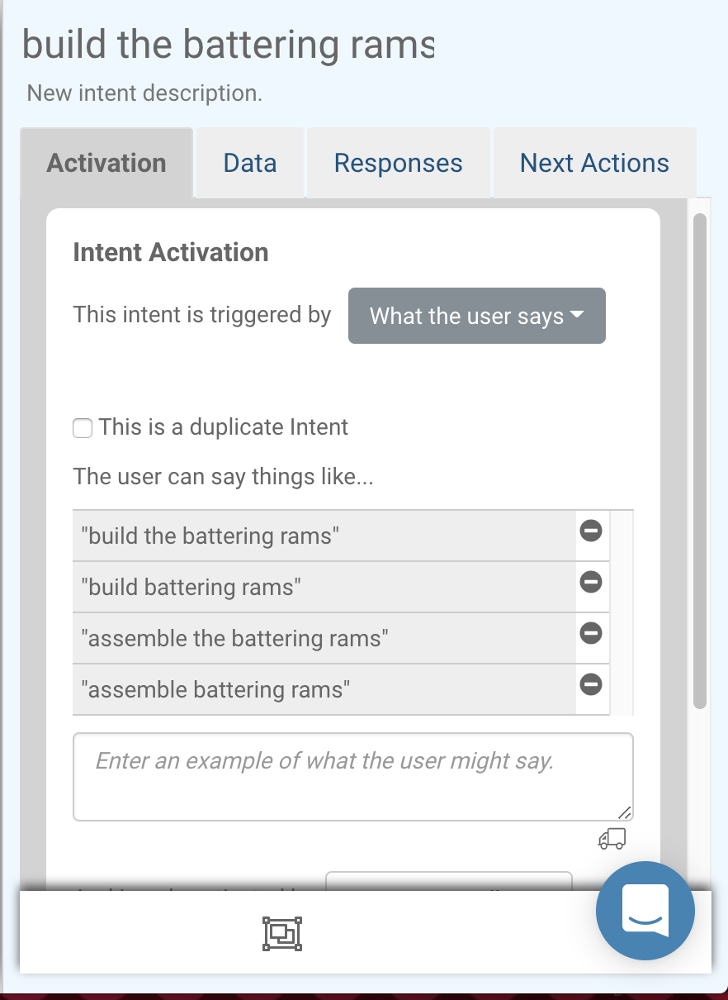 build the battering rams
New intent description.
Activation
Data
Responses
Next Actions
Intent Activation
This intent is triggered by
What the user says
This is a duplicate Intent
The user can say things like...
"build the battering rams"
"build battering rams"
"assemble the battering rams"
"assemble battering rams"
Enter an example of what the user might say.